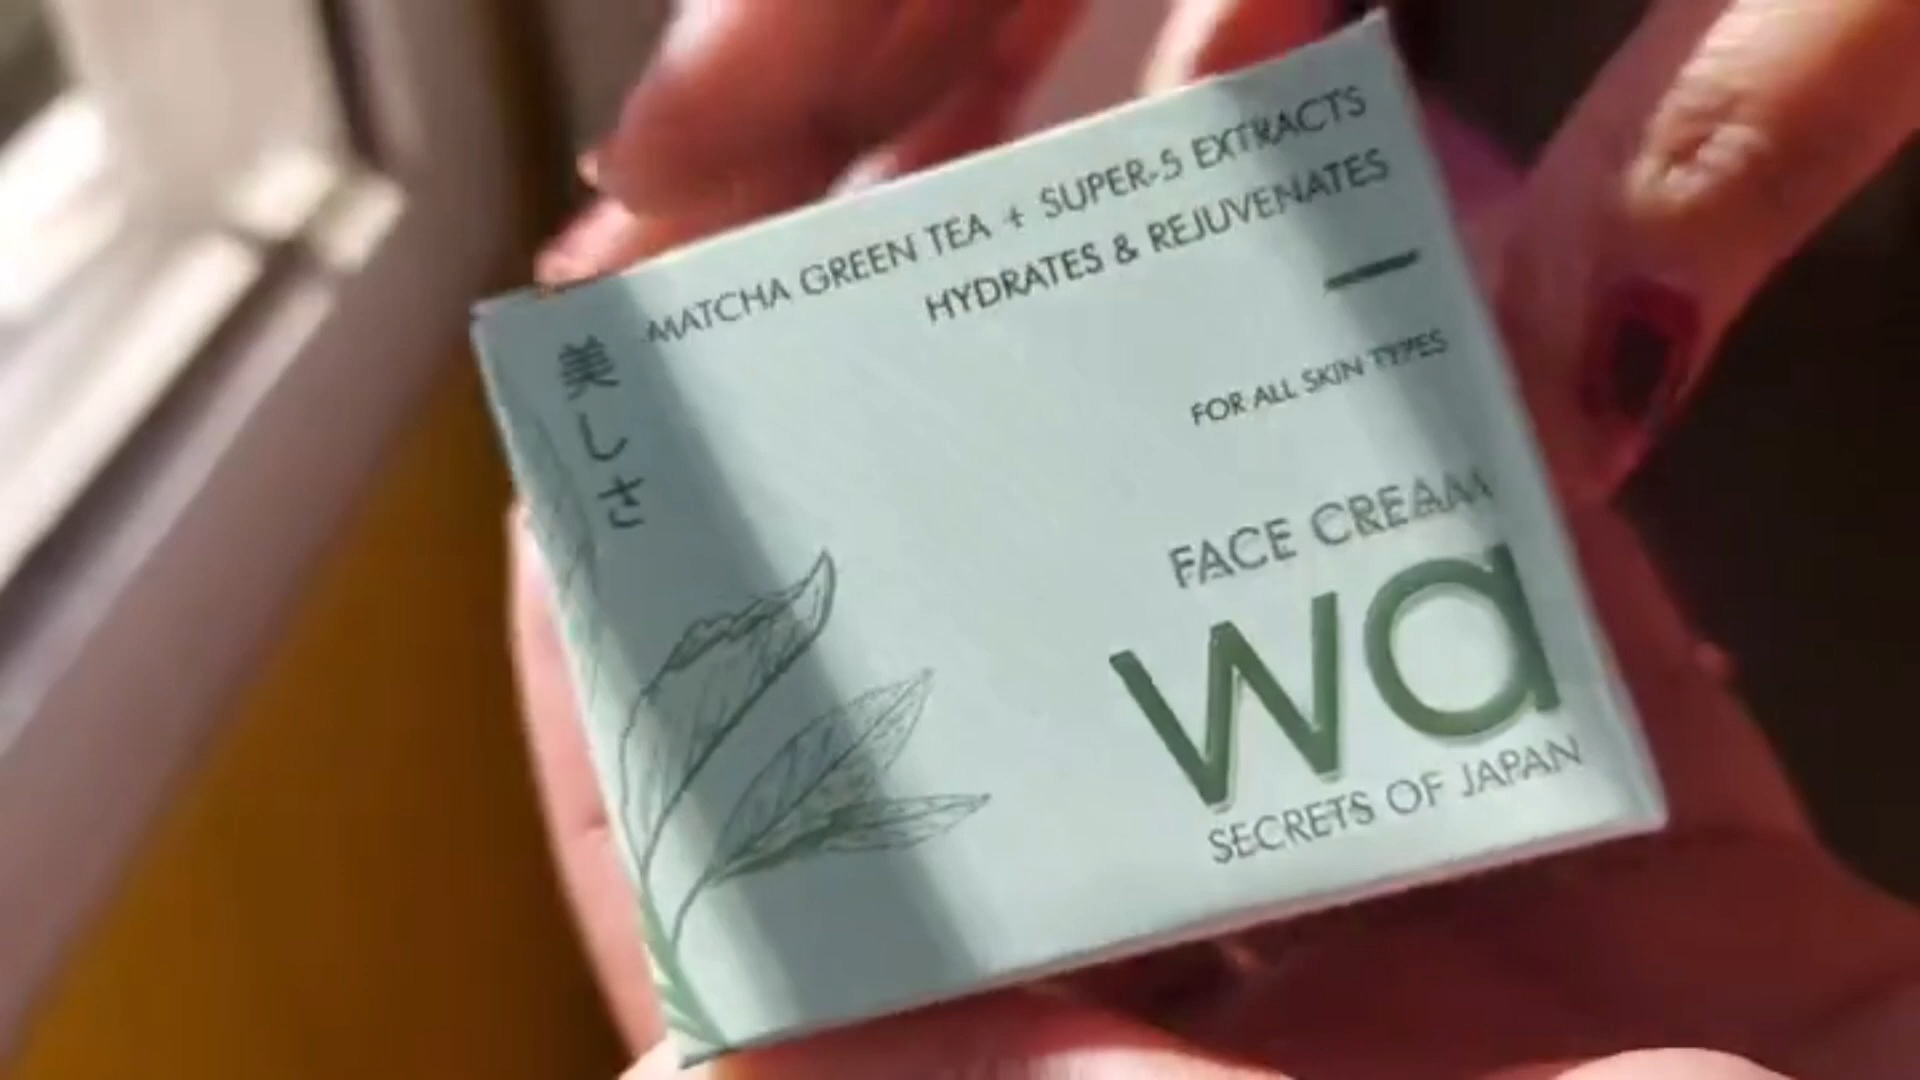 MATCHA GREEN TEA + SUPER-5 EXTRACTS
HYDRATES & REJUVENATES
FOR ALL SKIN TYPES
美しさ
FACE CREAM
wa
SECRETS OF JAPAN